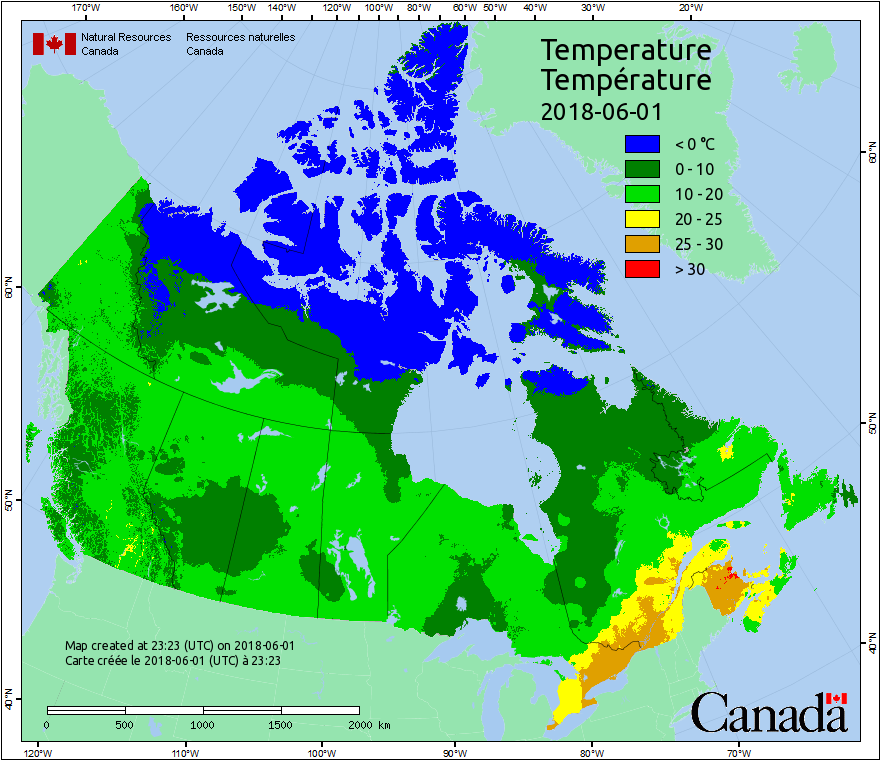 170°W 160°W 150°W 140°W 130°W 120°W 110°W 100°W 80°W 60°W 50°W 40°W 30°W 20°W
Natural Resources Ressources naturelles
Canada Canada
Temperature
Température
2018-06-01
< 0 °C
0 - 10
10 - 20
20 - 25
25 - 30
> 30
60°N
60°N
50°N
50°N
40°N
40°N
Map created at 23:23 (UTC) on 2018-06-01
Carte créée le 2018-06-01 (UTC) à 23:23
0 500 1000 1500 2000 km
Canada
120°W 110°W 100°W 90°W 80°W 70°W